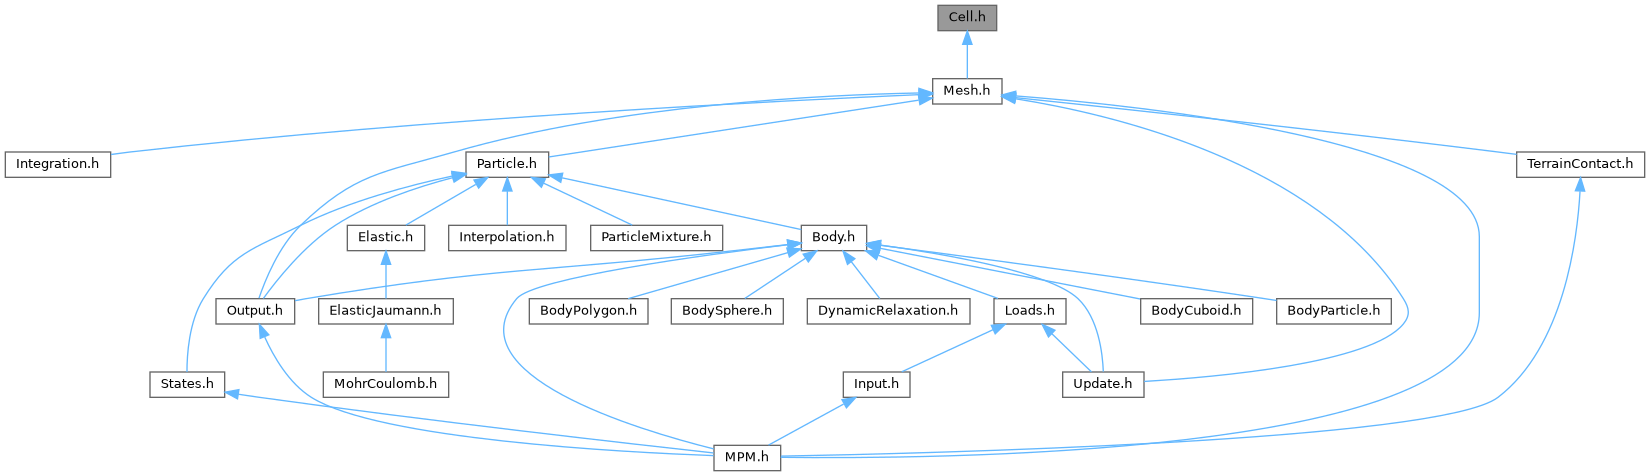 Cell.h
Mesh.h
Integration.h
Particle.h
TerrainContact.h
Elastic.h
Interpolation.h
ParticleMixture.h
Body.h
Output.h
ElasticJaumann.h
BodyPolygon.h
BodySphere.h
DynamicRelaxation.h
Loads.h
BodyCuboid.h
BodyParticle.h
States.h
MohrCoulomb.h
Input.h
Update.h
MPM.h